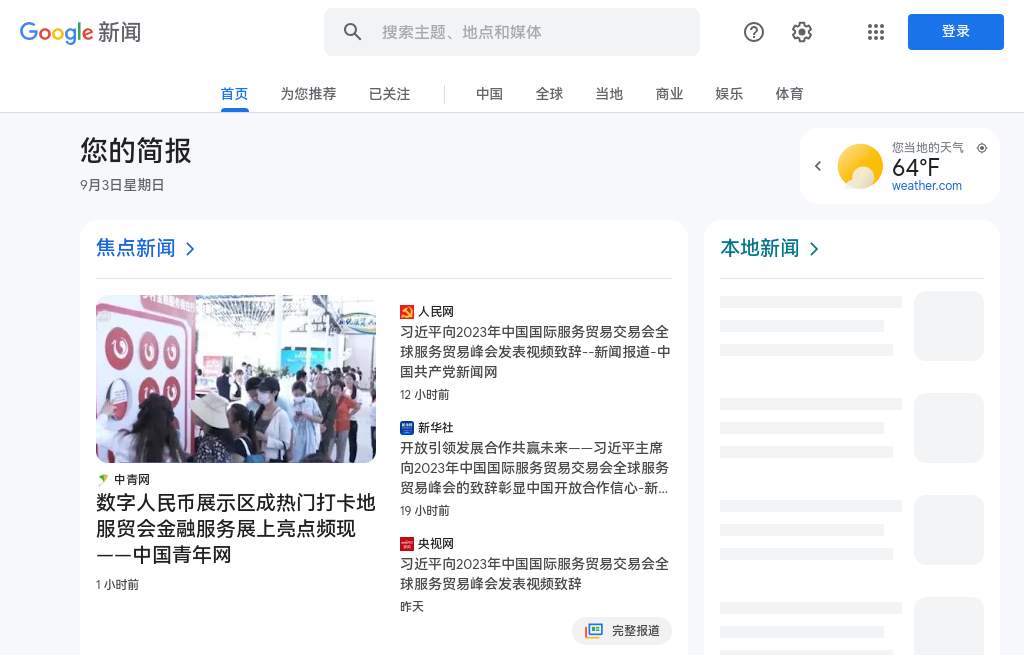 Google 新闻
搜索主题、地点和媒体
登录
首页
为您推荐
已关注
中国
全球
当地
商业
娱乐
体育
您的简报
9月3日星期日
您当地的天气
64°F
weather.com
焦点新闻
中青网
数字人民币展示区成热门打卡地
服贸会金融服务展上亮点频现
——中国青年网
1 小时前
人民网
习近平向2023年中国国际服务贸易交易会全
球服务贸易峰会发表视频致辞--新闻报道-中
国共产党新闻网
12 小时前
新华社
开放引领发展合作共赢未来——习近平主席
向2023年中国国际服务贸易交易会全球服务
贸易峰会的致辞彰显中国开放合作信心-新...
19 小时前
央视网
习近平向2023年中国国际服务贸易交易会全
球服务贸易峰会发表视频致辞
昨天
完整报道
本地新闻